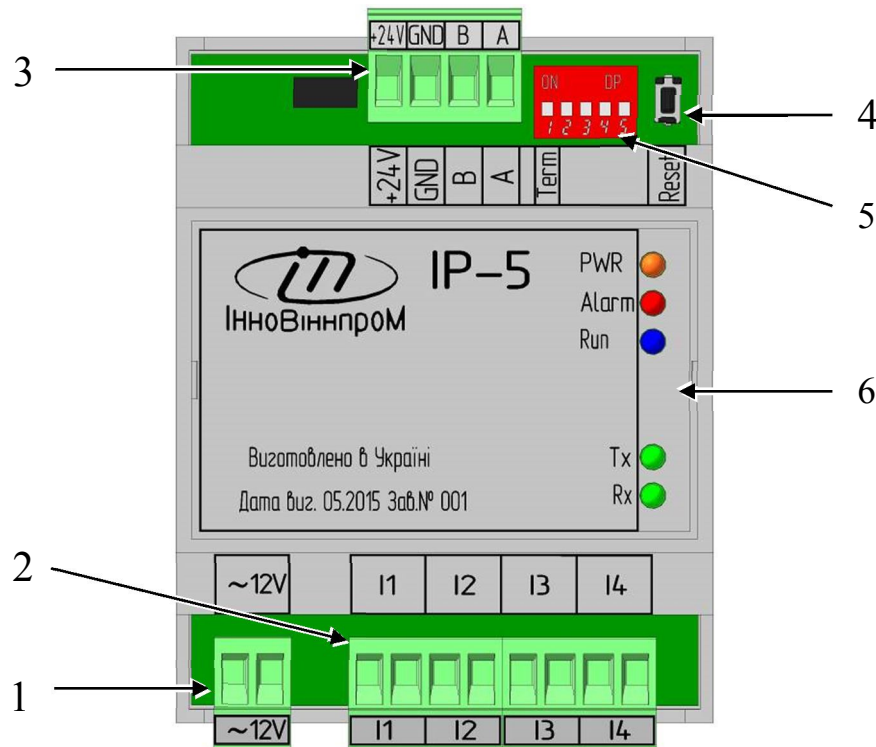 +24V GND B A
3
ON DP
4
1 2 3 4 5
+24V GND B A Term Reset
5
ІП
ІнноВіннпроМ
IP-5
PWR
Alarm
Run
6
Виготовлено в Україні
Tx
Дата виг. 05.2015 Зав.№ 001
Rx
2
~12V I1 I2 I3 I4
1
~12V I1 I2 I3 I4